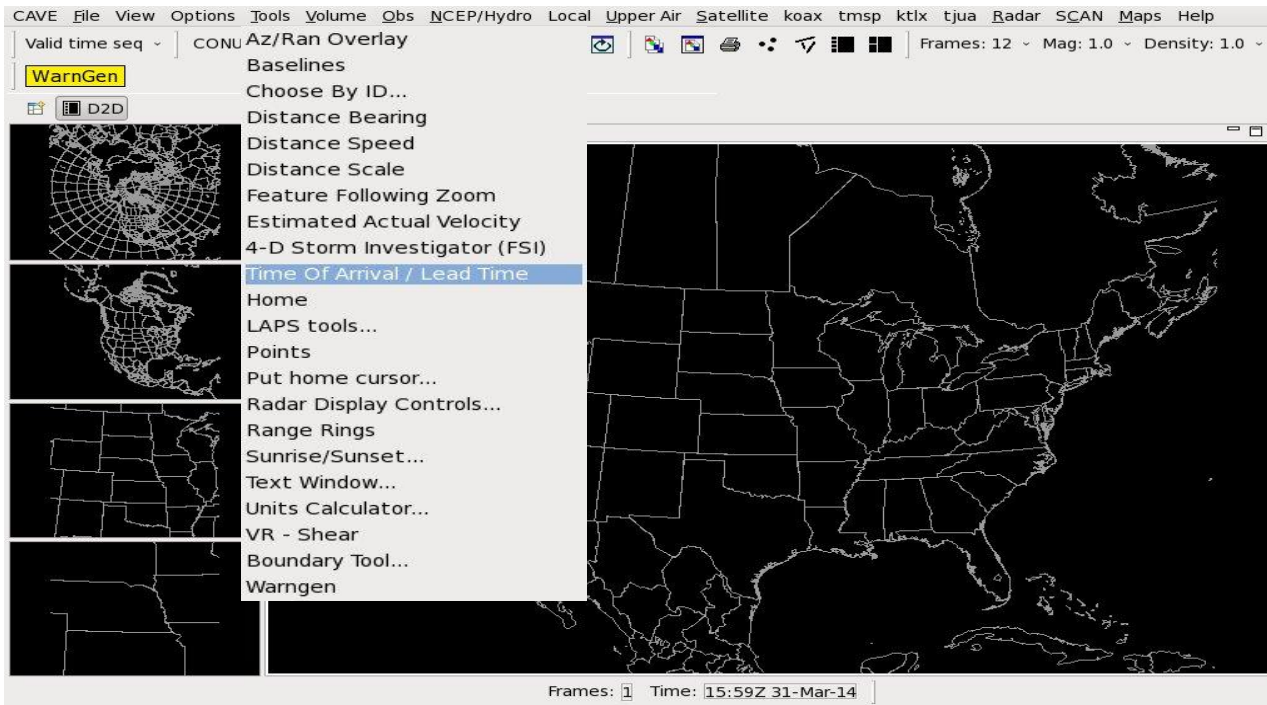 CAVE File View Options Tools Volume Obs NCEP/Hydro Local Upper Air Satellite koax tmsp ktlx tjua Radar SCAN Maps Help
Valid time seq CONU Frames: 12 Mag: 1.0 Density: 1.0
WarnGen
D2D
Az/Ran Overlay
Baselines
Choose By ID...
Distance Bearing
Distance Speed
Distance Scale
Feature Following Zoom
Estimated Actual Velocity
4-D Storm Investigator (FSI)
Time Of Arrival / Lead Time
Home
LAPS tools...
Points
Put home cursor...
Radar Display Controls...
Range Rings
Sunrise/Sunset...
Text Window...
Units Calculator...
VR - Shear
Boundary Tool...
Warngen
Frames: 1 Time: 15:59Z 31-Mar-14